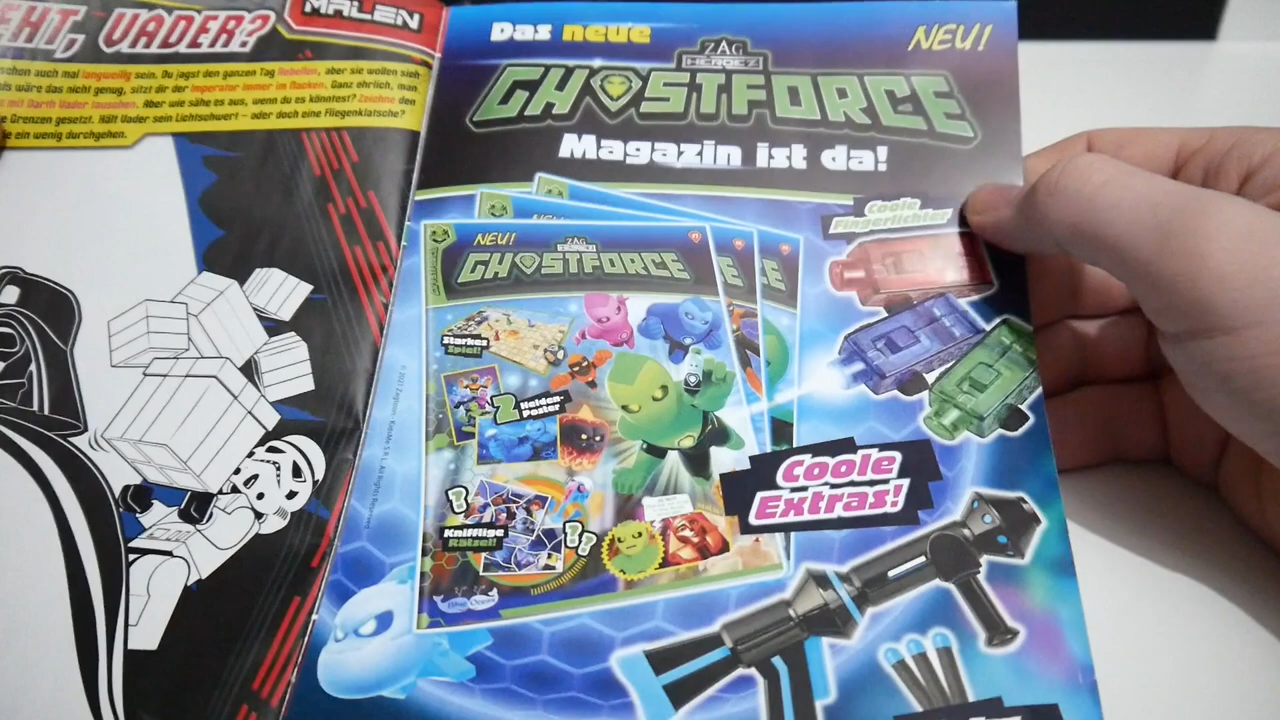 EHT, VADER?
MALEN
schon auch mal langweilig sein. Du jagst den ganzen Tag Rebellen, aber sie wollen sich
is wäre das nicht genug, sitzt dir der Imperator immer im Nacken. Ganz ehrlich, man
mit Darth Vader tauschen. Aber wie sähe es aus, wenn du es könntest? Zeichne den
e Grenzen gesetzt. Hält Vader sein Lichtschwert – oder doch eine Fliegenklatsche?
ie ein wenig durchgehen.
Das neue
NEU!
ZAG
HEROEZ
GHOSTFORCE
Magazin ist da!
Coole
Fingerlichter
NEU!
ZAG
HEROEZ
GHOSTFORCE
Starkes
Spiel!
2 Helden-
Poster
Knifflige
Rätsel!
Blue Ocean
Coole
Extras!